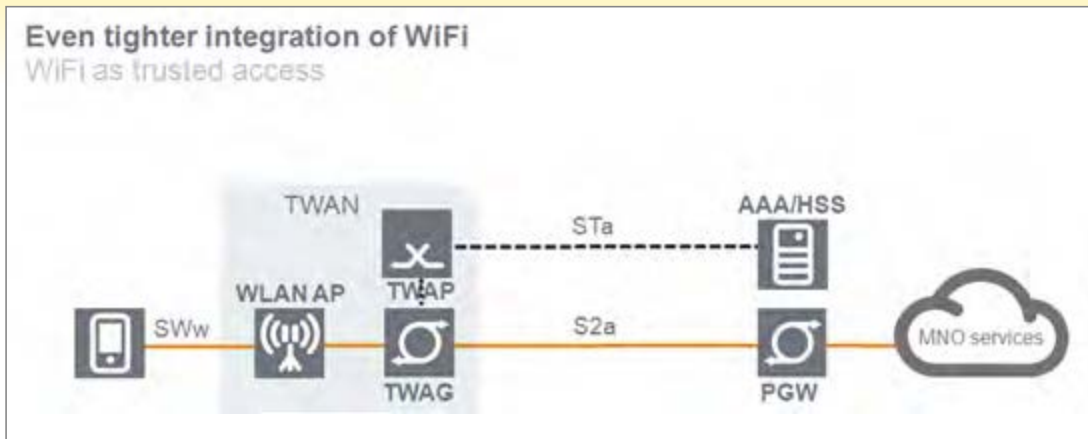 Even tighter integration of WiFi
WiFi as trusted access
TWAN
AAA/HSS
STa
WLAN AP
TWAP
SWw
S2a
MNO services
TWAG
PGW